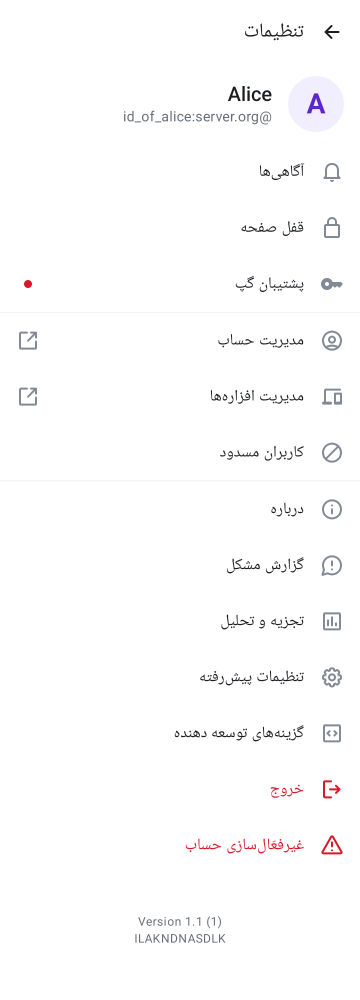 تنظیمات
A
Alice
id_of_alice:server.org@
آگاهی‌ها
قفل صفحه
پشتیبان گپ
مدیریت حساب
مدیریت افزاره‌ها
کاربران مسدود
درباره
گزارش مشکل
تجزیه و تحلیل
تنظیمات پیش‌رفته
گزینه‌های توسعه دهنده
خروج
غیرفعّال‌سازی حساب
Version 1.1 (1)
ILAKNDNASDLK